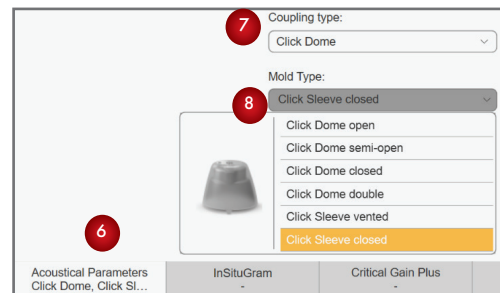 7
Coupling type:
Click Dome
Mold Type:
8
Click Sleeve closed
Click Dome open
Click Dome semi-open
Click Dome closed
Click Dome double
Click Sleeve vented
Click Sleeve closed
6
Acoustical Parameters
Click Dome, Click Sl...
InSituGram
-
Critical Gain Plus
-